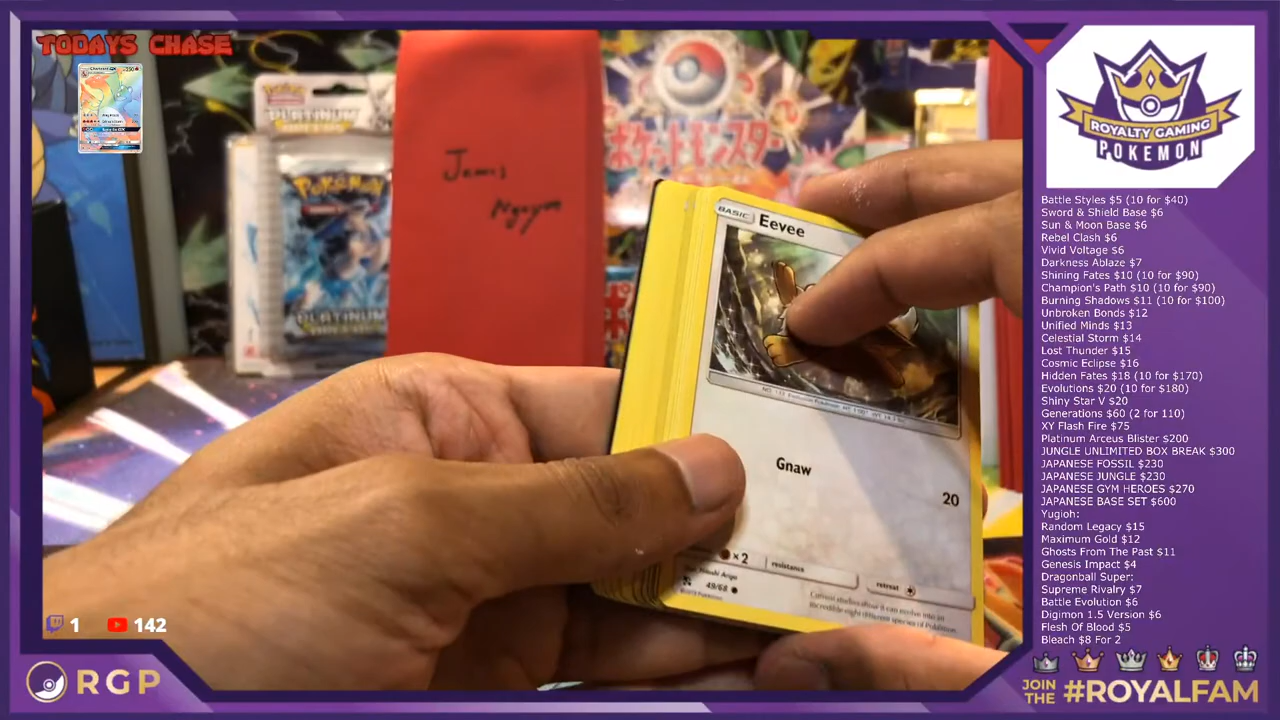 TODAYS CHASE
PLATINUM
POKéMON
PLATINUM
James
Nguyen
ポケットモンスター
BASIC Eevee
Gnaw
20
x2 resistance
retreat
49/68
1 142
RGP
ROYALTY GAMING
POKEMON
Battle Styles $5 (10 for $40)
Sword & Shield Base $6
Sun & Moon Base $6
Rebel Clash $6
Vivid Voltage $6
Darkness Ablaze $7
Shining Fates $10 (10 for $90)
Champion's Path $10 (10 for $90)
Burning Shadows $11 (10 for $100)
Unbroken Bonds $12
Unified Minds $13
Celestial Storm $14
Lost Thunder $15
Cosmic Eclipse $16
Hidden Fates $18 (10 for $170)
Evolutions $20 (10 for $180)
Shiny Star V $20
Generations $60 (2 for 110)
XY Flash Fire $75
Platinum Arceus Blister $200
JUNGLE UNLIMITED BOX BREAK $300
JAPANESE FOSSIL $230
JAPANESE JUNGLE $230
JAPANESE GYM HEROES $270
JAPANESE BASE SET $600
Yugioh:
Random Legacy $15
Maximum Gold $12
Ghosts From The Past $11
Genesis Impact $4
Dragonball Super:
Supreme Rivalry $7
Battle Evolution $6
Digimon 1.5 Version $6
Flesh Of Blood $5
Bleach $8 For 2
JOIN
THE #ROYALFAM